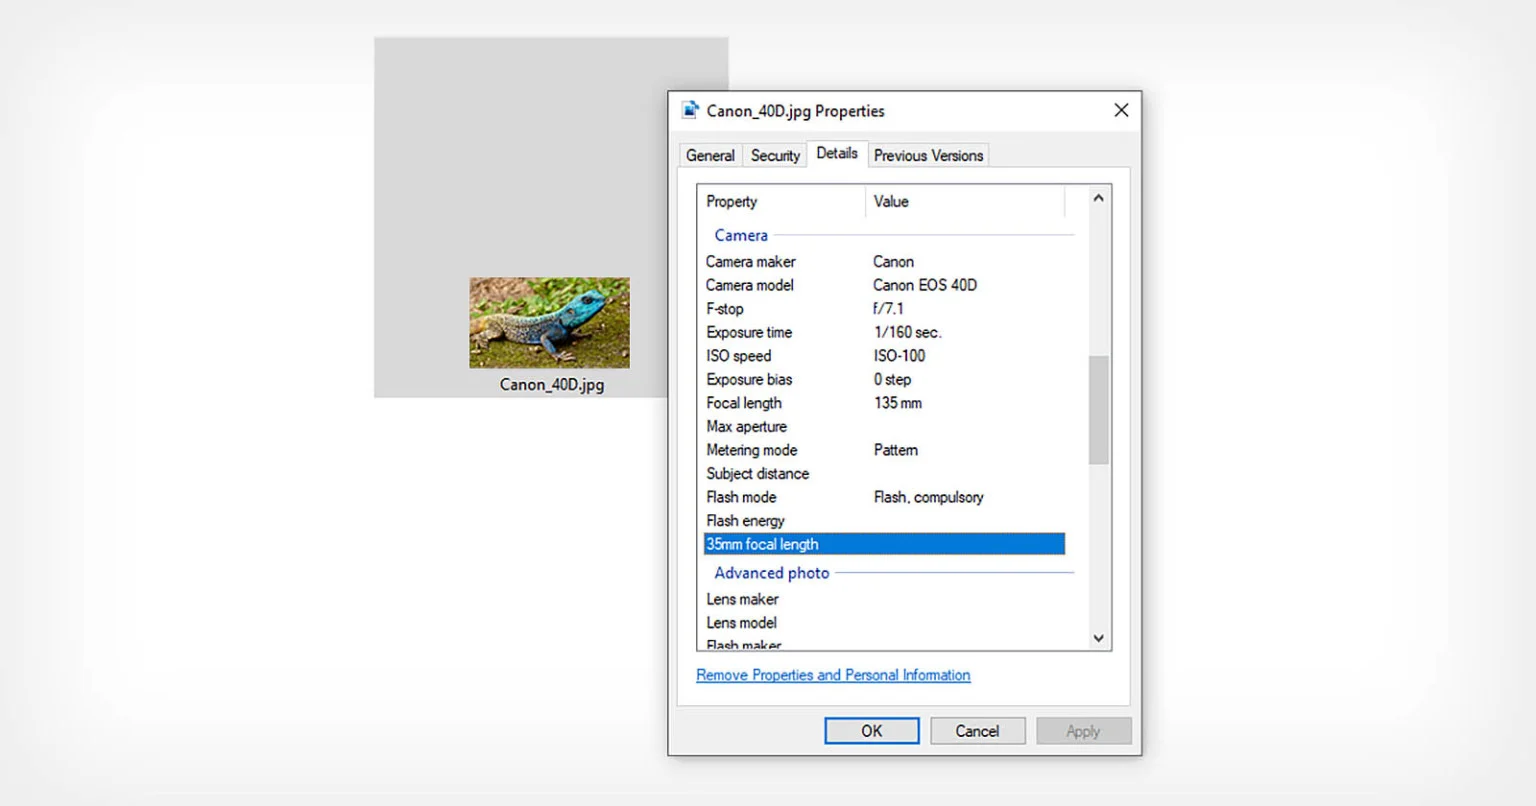 Canon_40D.jpg
Canon_40D.jpg Properties
General Security Details Previous Versions
Property Value
Camera
Camera maker Canon
Camera model Canon EOS 40D
F-stop f/7.1
Exposure time 1/160 sec.
ISO speed ISO-100
Exposure bias 0 step
Focal length 135 mm
Max aperture
Metering mode Pattern
Subject distance
Flash mode Flash, compulsory
Flash energy
35mm focal length
Advanced photo
Lens maker
Lens model
Flash maker
Remove Properties and Personal Information
OK Cancel Apply